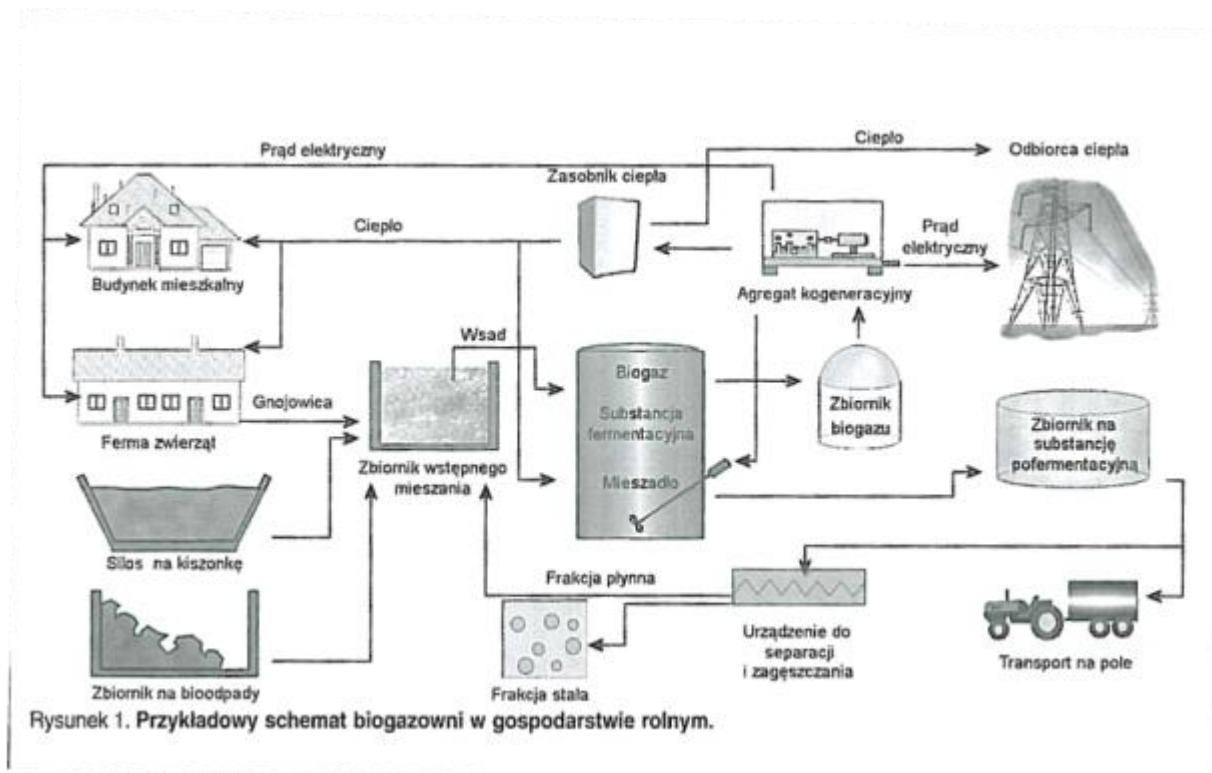 Ciepło
Prąd elektryczny
Odbiorca ciepła
Zasobnik ciepła
Ciepło
Prąd
elektryczny
Budynek mieszkalny
Agregat kogeneracyjny
Wsad
Biogaz
Substancja
fermentacyjna
Mieszadło
Zbiornik
biogazu
Zbiornik na
substancję
pofermentacyjną
Gnojowica
Ferma zwierząt
Zbiornik wstępnego
mieszania
Silos na kiszonkę
Frakcja płynna
Urządzenie do
separacji
i zagęszczania
Transport na pole
Zbiornik na bioodpady
Frakcja stała
Rysunek 1. Przykładowy schemat biogazowni w gospodarstwie rolnym.